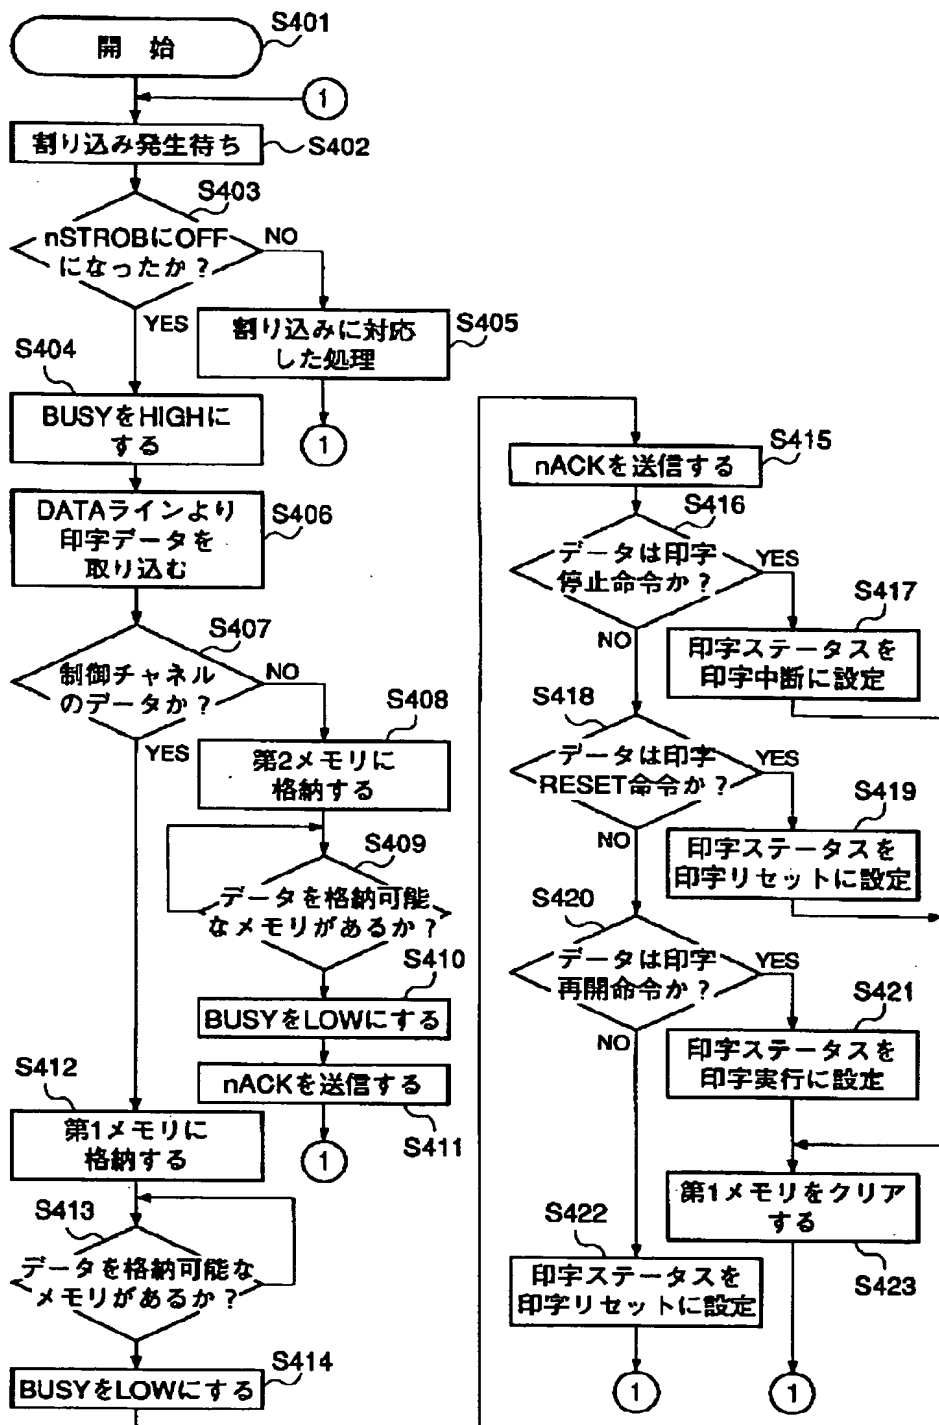 S401
開 始
1
割り込み発生待ち
S402
S403
nSTROBにOFF
になったか？
NO
YES
割り込みに対応
した処理
S405
1
S404
BUSYをHIGHに
する
DATAラインより
印字データを
取り込む
S406
S407
制御チャネル
のデータか？
NO
YES
S408
第2メモリに
格納する
S409
データを格納可能
なメモリがあるか？
S410
BUSYをLOWにする
nACKを送信する
S411
1
S412
第1メモリに
格納する
S413
データを格納可能な
メモリがあるか？
S414
BUSYをLOWにする
S415
nACKを送信する
S416
データは印字
停止命令か？
YES
NO
S417
印字ステータスを
印字中断に設定
S418
データは印字
RESET命令か？
YES
NO
S419
印字ステータスを
印字リセットに設定
S420
データは印字
再開命令か？
YES
NO
S421
印字ステータスを
印字実行に設定
第1メモリをクリア
する
S423
S422
印字ステータスを
印字リセットに設定
1
1